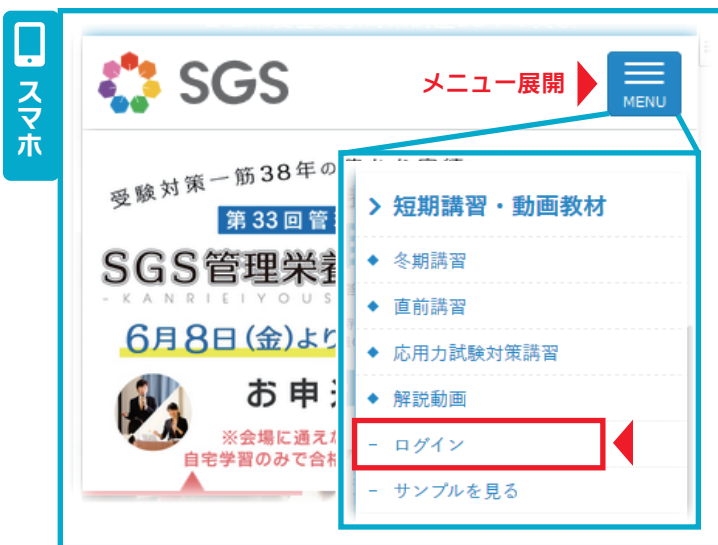 スマホ
SGS
メニュー展開
MENU
受験対策一筋38年の
第33回管
SGS管理栄養
- KANRIEIYOUS
6月8日(金)より
お申
※会場に通え
自宅学習のみで合格
短期講習・動画教材
冬期講習
直前講習
応用力試験対策講習
解説動画
- ログイン
- サンプルを見る